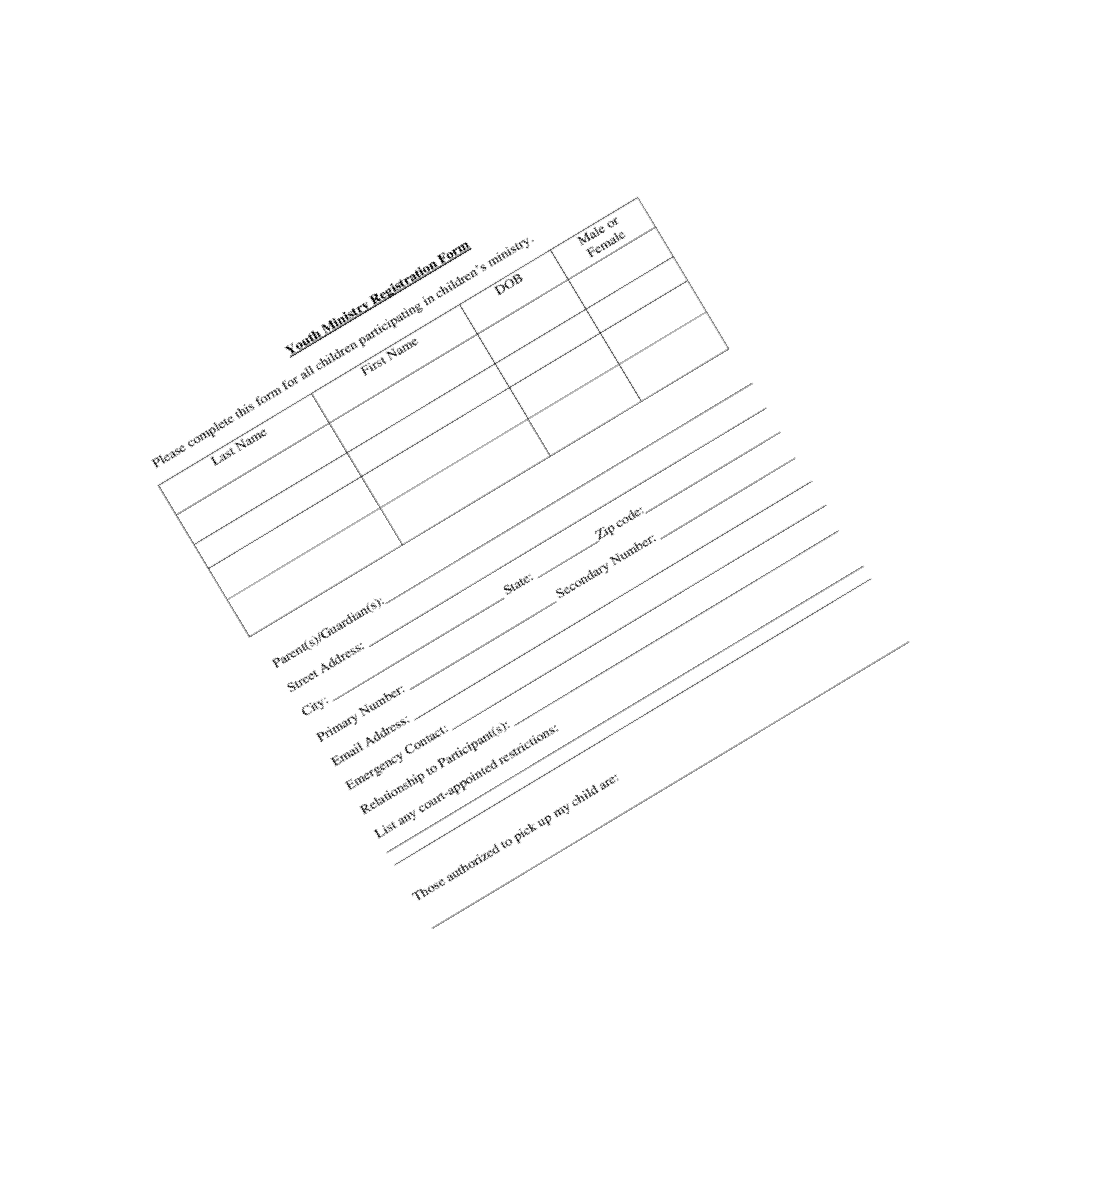 Youth Ministry Registration Form
Please complete this form for all children participating in children's ministry.
Last Name First Name DOB Male or Female
Parent(s)/Guardian(s):
Street Address:
City: State: Zip code:
Primary Number: Secondary Number:
Email Address:
Emergency Contact:
Relationship to Participant(s):
List any court-appointed restrictions:
Those authorized to pick up my child are: